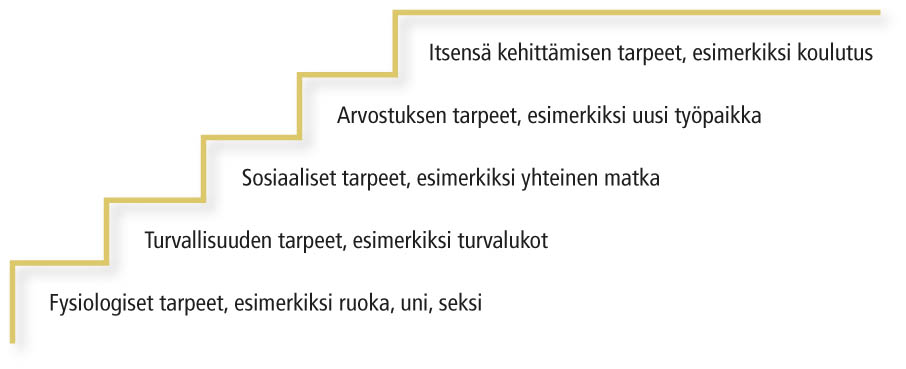 Itsensä kehittämisen tarpeet, esimerkiksi koulutus
Arvostuksen tarpeet, esimerkiksi uusi työpaikka
Sosiaaliset tarpeet, esimerkiksi yhteinen matka
Turvallisuuden tarpeet, esimerkiksi turvalukot
Fysiologiset tarpeet, esimerkiksi ruoka, uni, seksi